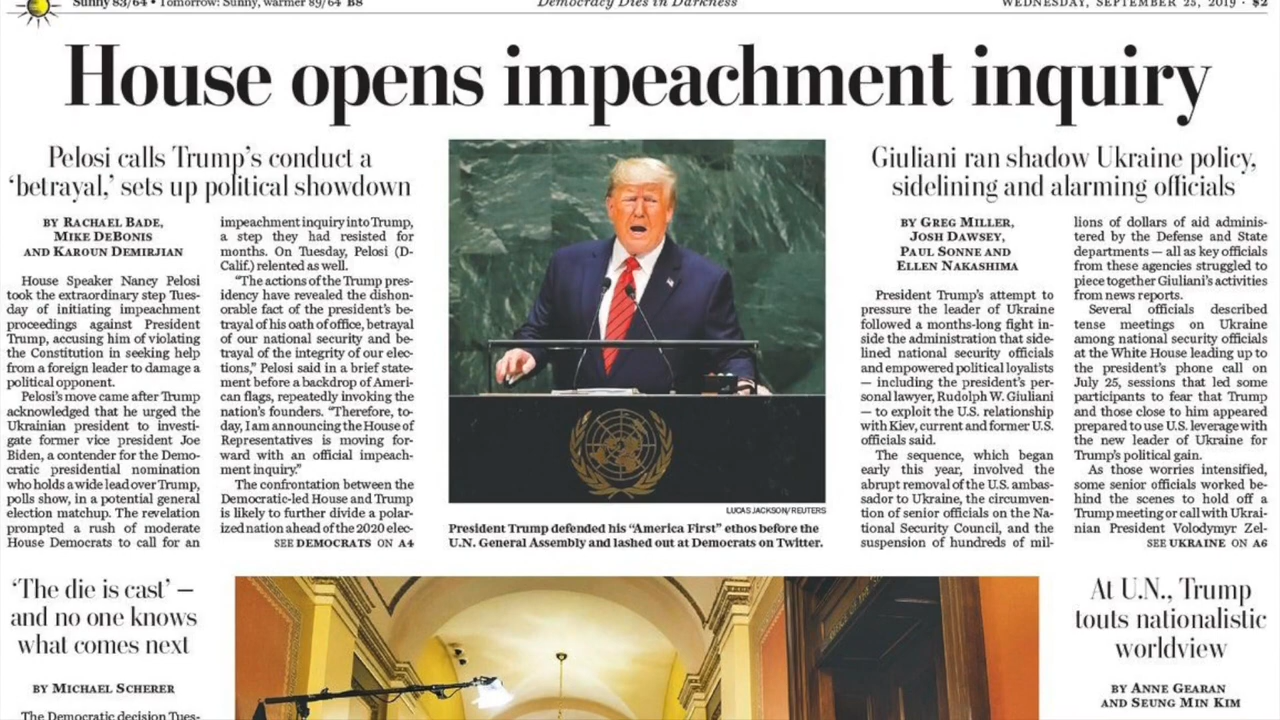 Sunny 83/64 • Tomorrow: Sunny, warmer 89/64 B8
Democracy Dies in Darkness
WEDNESDAY, SEPTEMBER 25, 2019 · $2
House opens impeachment inquiry
Pelosi calls Trump's conduct a
'betrayal,' sets up political showdown
BY RACHAEL BADE,
MIKE DEBONIS
AND KAROUN DEMIRJIAN
House Speaker Nancy Pelosi
took the extraordinary step Tues-
day of initiating impeachment
proceedings against President
Trump, accusing him of violating
the Constitution in seeking help
from a foreign leader to damage a
political opponent.
Pelosi's move came after Trump
acknowledged that he urged the
Ukrainian president to investi-
gate former vice president Joe
Biden, a contender for the Demo-
cratic presidential nomination
who holds a wide lead over Trump,
polls show, in a potential general
election matchup. The revelation
prompted a rush of moderate
House Democrats to call for an
impeachment inquiry into Trump,
a step they had resisted for
months. On Tuesday, Pelosi (D-
Calif.) relented as well.
"The actions of the Trump pres-
idency have revealed the dishon-
orable fact of the president's be-
trayal of his oath of office, betrayal
of our national security and be-
trayal of the integrity of our elec-
tions," Pelosi said in a brief state-
ment before a backdrop of Ameri-
can flags, repeatedly invoking the
nation's founders. "Therefore, to-
day, I am announcing the House of
Representatives is moving for-
ward with an official impeach-
ment inquiry."
The confrontation between the
Democratic-led House and Trump
is likely to further divide a polar-
ized nation ahead of the 2020 elec-
SEE DEMOCRATS ON A4
LUCAS JACKSON/REUTERS
President Trump defended his "America First" ethos before the
U.N. General Assembly and lashed out at Democrats on Twitter.
Giuliani ran shadow Ukraine policy,
sidelining and alarming officials
BY GREG MILLER,
JOSH DAWSEY,
PAUL SONNE AND
ELLEN NAKASHIMA
President Trump's attempt to
pressure the leader of Ukraine
followed a months-long fight in-
side the administration that side-
lined national security officials
and empowered political loyalists
— including the president's per-
sonal lawyer, Rudolph W. Giuliani
— to exploit the U.S. relationship
with Kiev, current and former U.S.
officials said.
The sequence, which began
early this year, involved the
abrupt removal of the U.S. ambas-
sador to Ukraine, the circumven-
tion of senior officials on the Na-
tional Security Council, and the
suspension of hundreds of mil-
lions of dollars of aid adminis-
tered by the Defense and State
departments — all as key officials
from these agencies struggled to
piece together Giuliani's activities
from news reports.
Several officials described
tense meetings on Ukraine
among national security officials
at the White House leading up to
the president's phone call on
July 25, sessions that led some
participants to fear that Trump
and those close to him appeared
prepared to use U.S. leverage with
the new leader of Ukraine for
Trump's political gain.
As those worries intensified,
some senior officials worked be-
hind the scenes to hold off a
Trump meeting or call with Ukrai-
nian President Volodymyr Zel-
SEE UKRAINE ON A6
'The die is cast' —
and no one knows
what comes next
BY MICHAEL SCHERER
The Democratic decision Tues-
At U.N., Trump
touts nationalistic
worldview
BY ANNE GEARAN
AND SEUNG MIN KIM